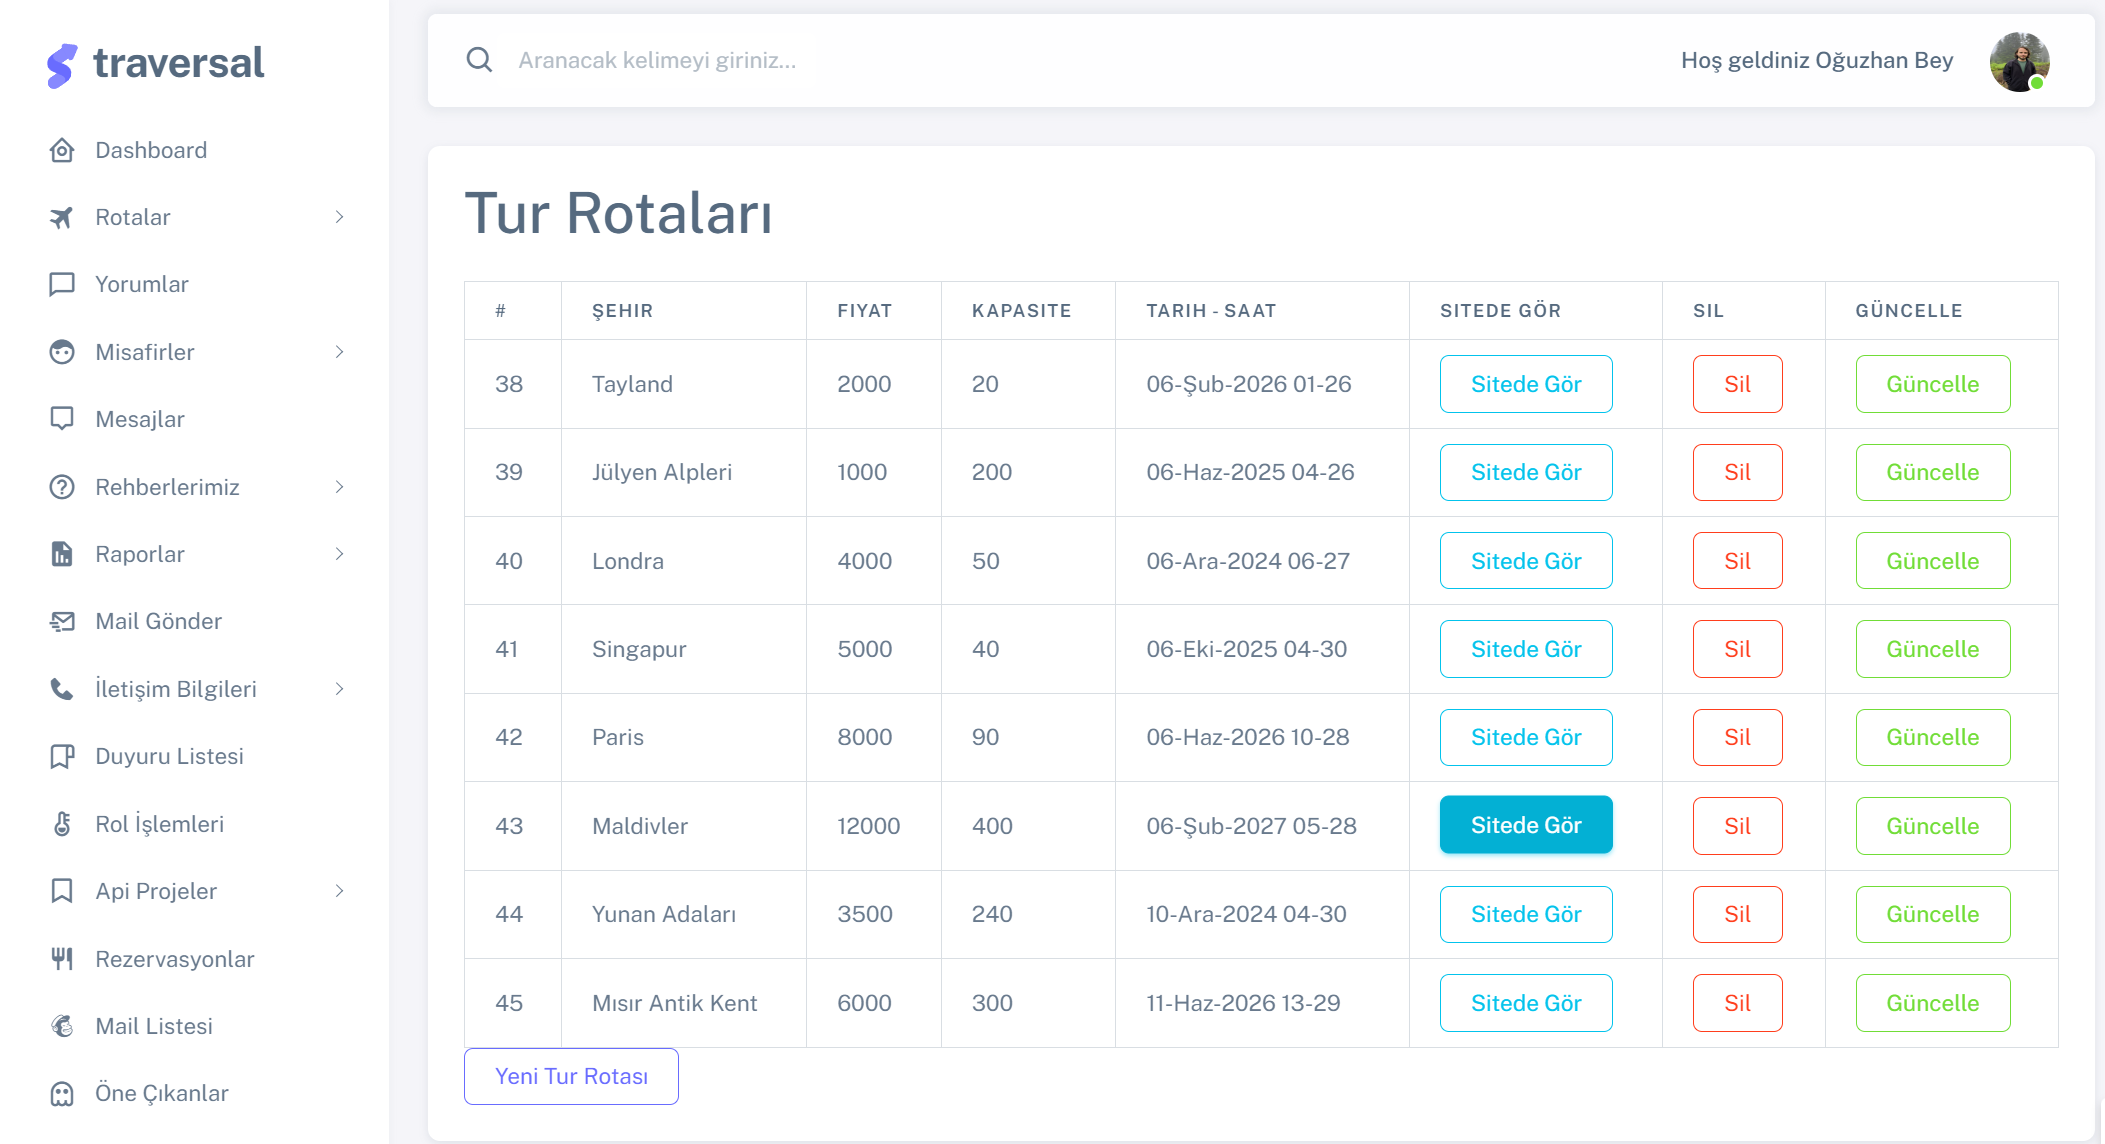 traversal
Dashboard
Rotalar
Yorumlar
Misafirler
Mesajlar
Rehberlerimiz
Raporlar
Mail Gönder
İletişim Bilgileri
Duyuru Listesi
Rol İşlemleri
Api Projeler
Rezervasyonlar
Mail Listesi
Öne Çıkanlar
Aranacak kelimeyi giriniz...
Hoş geldiniz Oğuzhan Bey
Tur Rotaları
# ŞEHIR FIYAT KAPASITE TARIH - SAAT SITEDE GÖR SIL GÜNCELLE
38 Tayland 2000 20 06-Şub-2026 01-26 Sitede Gör Sil Güncelle
39 Jülyen Alpleri 1000 200 06-Haz-2025 04-26 Sitede Gör Sil Güncelle
40 Londra 4000 50 06-Ara-2024 06-27 Sitede Gör Sil Güncelle
41 Singapur 5000 40 06-Eki-2025 04-30 Sitede Gör Sil Güncelle
42 Paris 8000 90 06-Haz-2026 10-28 Sitede Gör Sil Güncelle
43 Maldivler 12000 400 06-Şub-2027 05-28 Sitede Gör Sil Güncelle
44 Yunan Adaları 3500 240 10-Ara-2024 04-30 Sitede Gör Sil Güncelle
45 Mısır Antik Kent 6000 300 11-Haz-2026 13-29 Sitede Gör Sil Güncelle
Yeni Tur Rotası